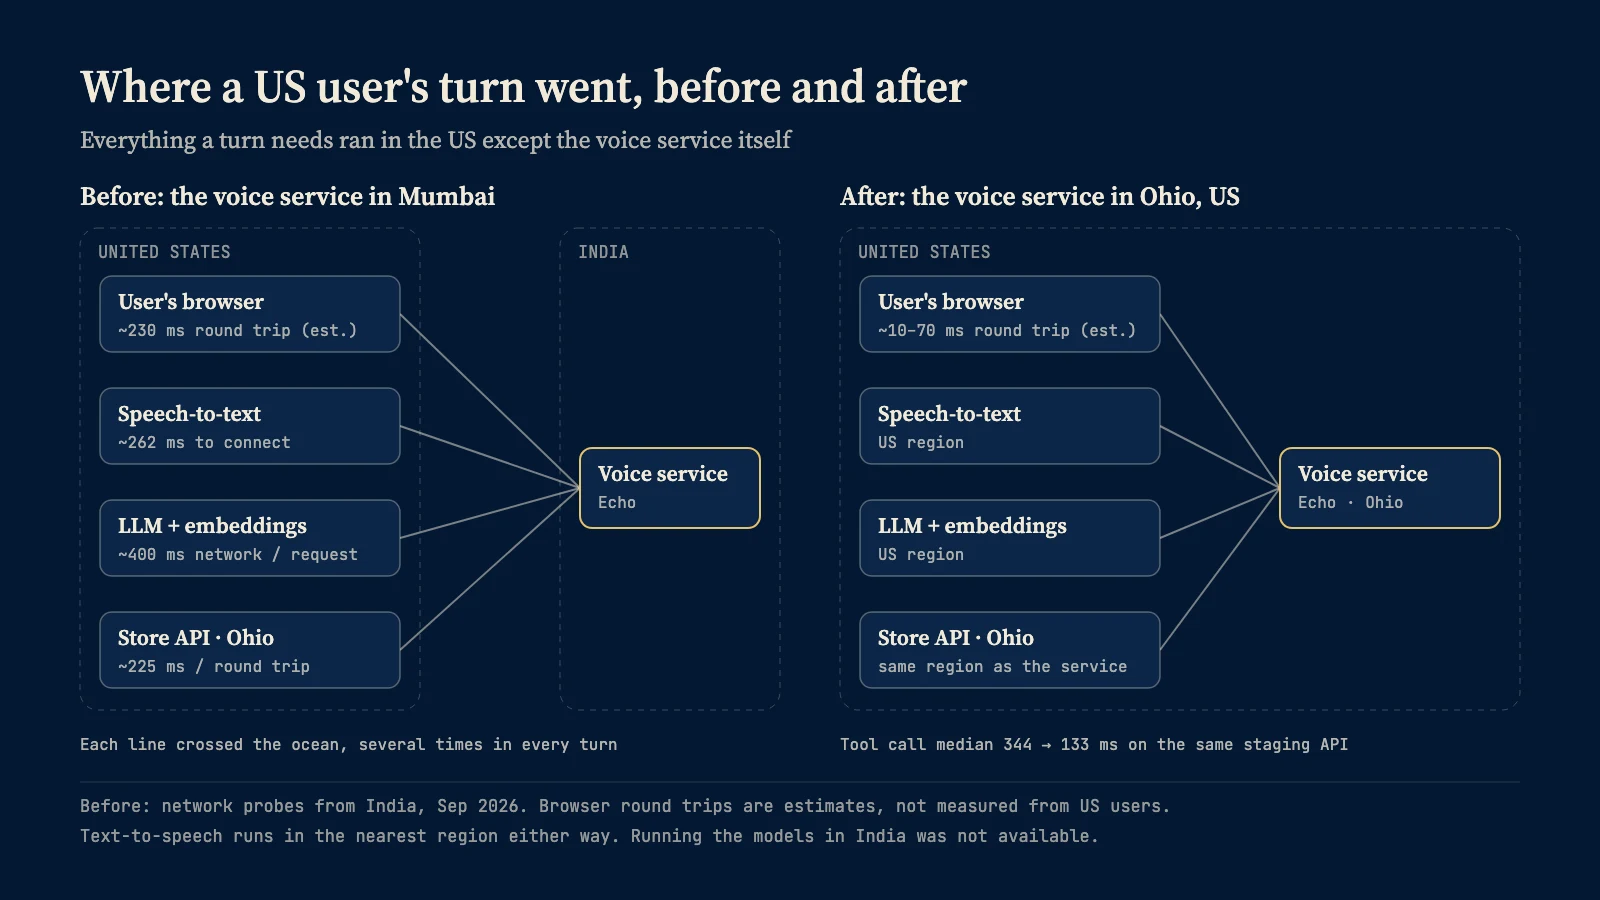 Where a US user's turn went, before and after
Everything a turn needs ran in the US except the voice service itself
Before: the voice service in Mumbai
UNITED STATES
User's browser
~230 ms round trip (est.)
Speech-to-text
~262 ms to connect
LLM + embeddings
~400 ms network / request
Store API · Ohio
~225 ms / round trip
INDIA
Voice service
Echo
Each line crossed the ocean, several times in every turn
After: the voice service in Ohio, US
UNITED STATES
User's browser
~10–70 ms round trip (est.)
Speech-to-text
US region
LLM + embeddings
US region
Store API · Ohio
same region as the service
Voice service
Echo · Ohio
Tool call median 344 → 133 ms on the same staging API
Before: network probes from India, Sep 2026. Browser round trips are estimates, not measured from US users.
Text-to-speech runs in the nearest region either way. Running the models in India was not available.